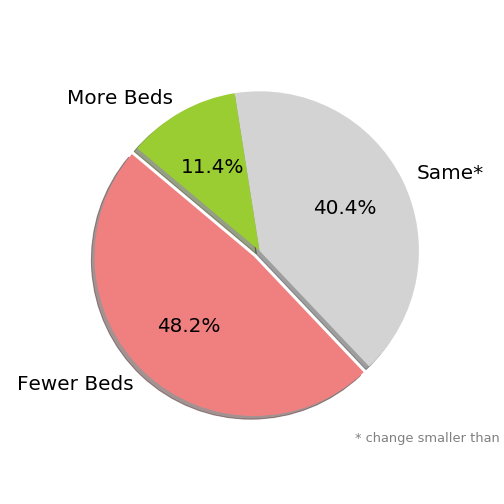 More Beds
11.4%
Same*
40.4%
48.2%
Fewer Beds
* change smaller than